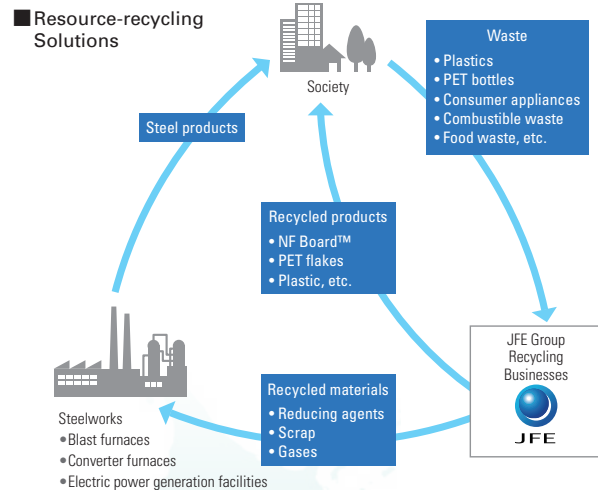 ■Resource-recycling
Solutions
Society
Waste
• Plastics
• PET bottles
• Consumer appliances
• Combustible waste
• Food waste, etc.
Steel products
Recycled products
• NF Board™
• PET flakes
• Plastic, etc.
JFE Group
Recycling
Businesses
JFE
Recycled materials
• Reducing agents
• Scrap
• Gases
Steelworks
•Blast furnaces
•Converter furnaces
•Electric power generation facilities